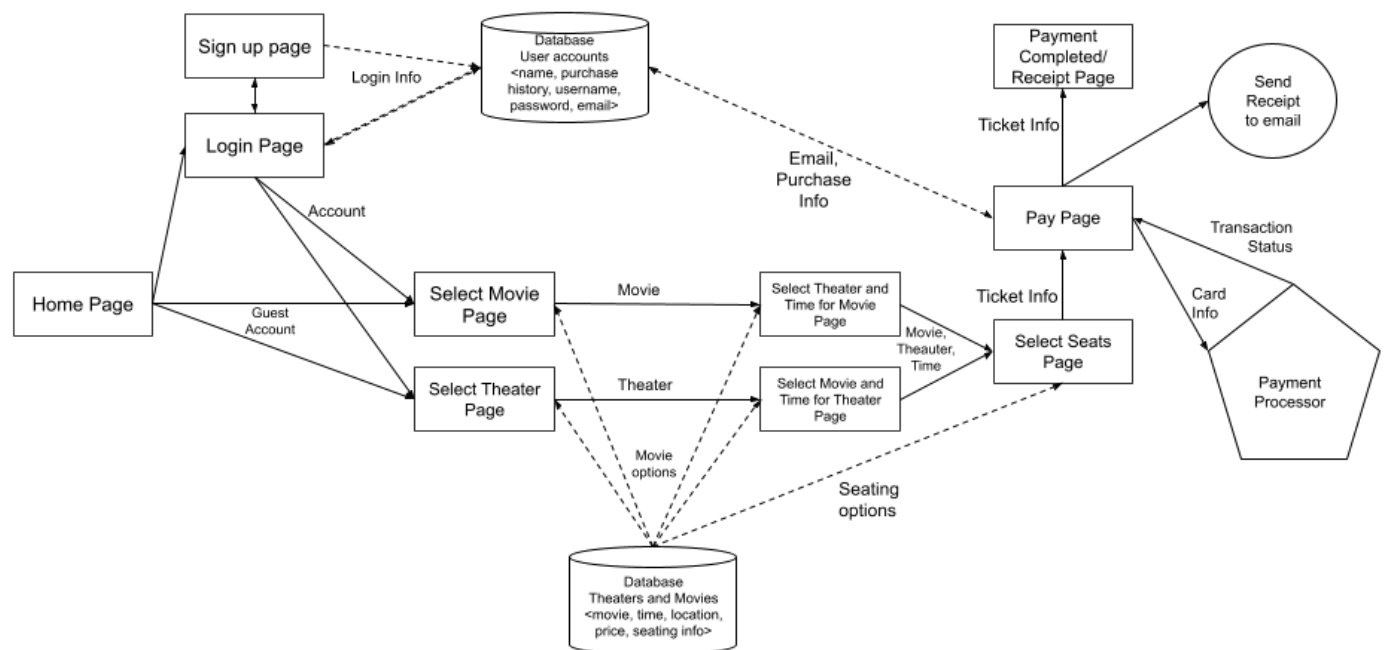 Sign up page
Login Info
Database
User accounts
<name, purchase
history, username,
password, email>
Payment
Completed/
Receipt Page
Send
Receipt
to email
Ticket Info
Login Page
Email,
Purchase
Info
Account
Pay Page
Transaction
Status
Home Page
Guest
Account
Select Movie
Page
Movie
Select Theater and
Time for Movie
Page
Ticket Info
Card
Info
Movie,
Theauter,
Time
Select Seats
Page
Select Theater
Page
Theater
Select Movie and
Time for Theater
Page
Payment
Processor
Movie
options
Seating
options
Database
Theaters and Movies
<movie, time, location,
price, seating info>